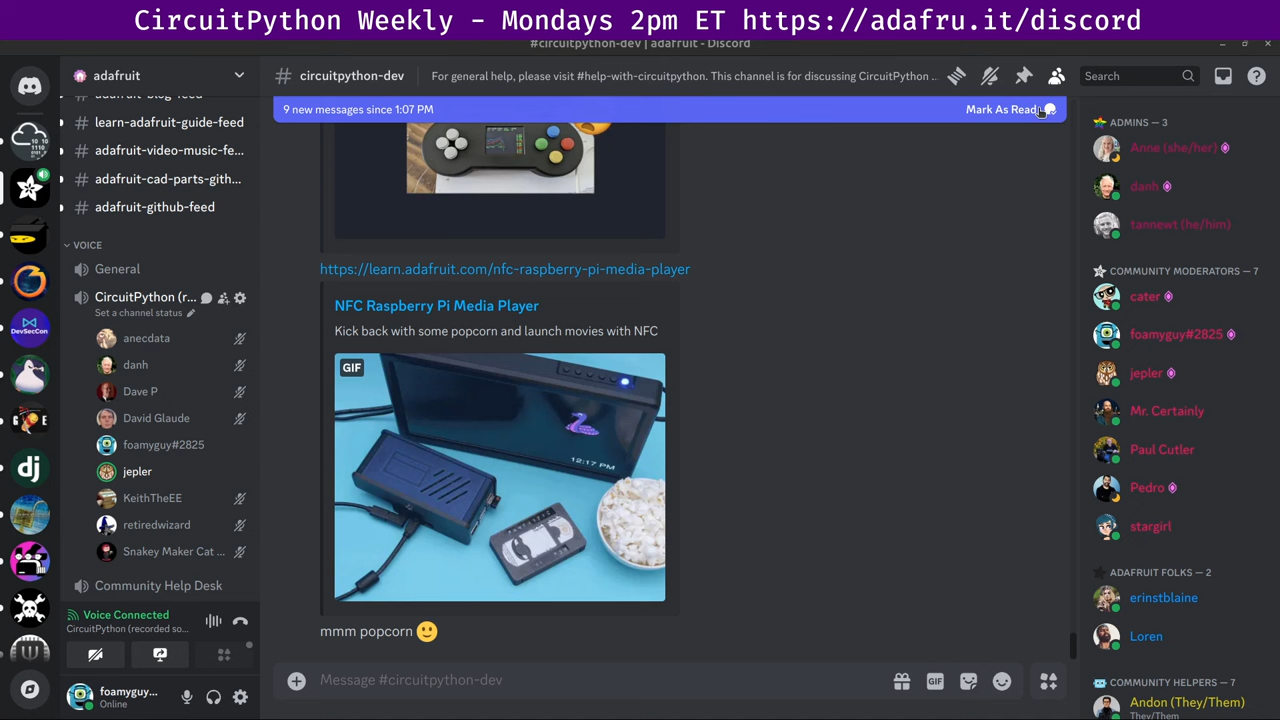 CircuitPython Weekly - Mondays 2pm ET https://adafru.it/discord
#circuitpython-dev | adafruit - Discord
adafruit
circuitpython-dev
For general help, please visit #help-with-circuitpython. This channel is for discussing CircuitPython ...
Search
adafruit-blog-feed
learn-adafruit-guide-feed
adafruit-video-music-fe...
adafruit-cad-parts-gith...
adafruit-github-feed
VOICE
General
CircuitPython (r...
Set a channel status
anecdata
danh
Dave P
David Glaude
foamyguy#2825
jepler
KeithTheEE
retiredwizard
Snakey Maker Cat ...
Community Help Desk
Voice Connected
CircuitPython (recorded so...
foamyguy...
Online
9 new messages since 1:07 PM
Mark As Read
https://learn.adafruit.com/nfc-raspberry-pi-media-player
NFC Raspberry Pi Media Player
Kick back with some popcorn and launch movies with NFC
GIF
12:17 PM
mmm popcorn 🙂
Message #circuitpython-dev
GIF
ADMINS — 3
Anne (she/her)
danh
tannewt (he/him)
COMMUNITY MODERATORS — 7
cater
foamyguy#2825
jepler
Mr. Certainly
Paul Cutler
Pedro
stargirl
ADAFRUIT FOLKS — 2
erinstblaine
Loren
COMMUNITY HELPERS — 7
Andon (They/Them)
They/Them
dj
DevSecCon